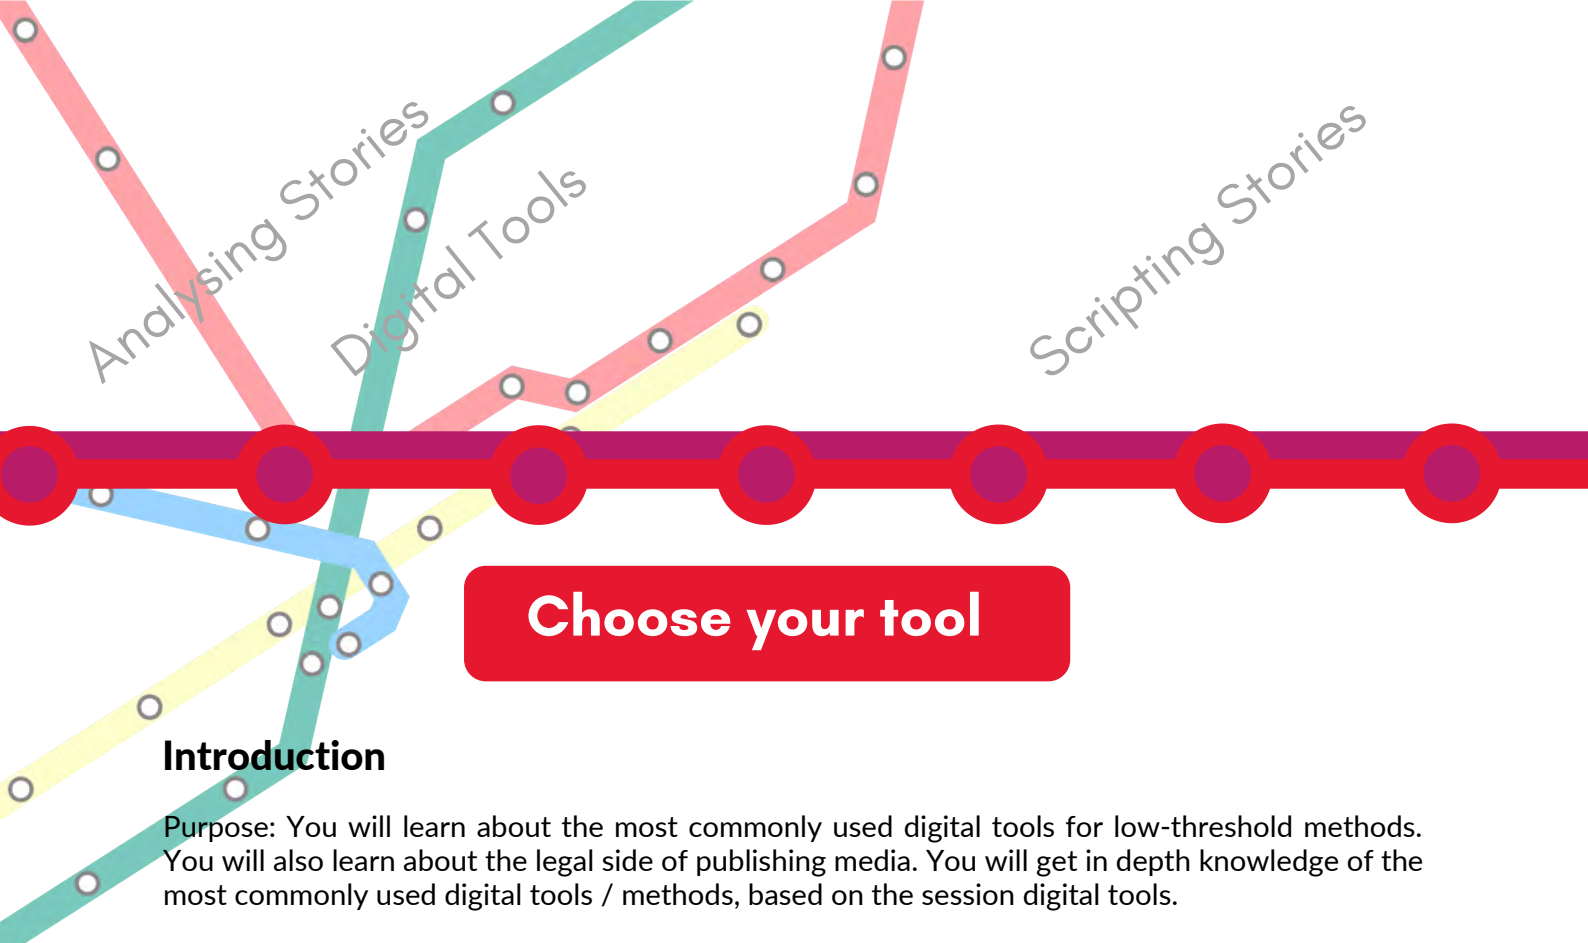 Analysing Stories
Digital Tools
Scripting Stories
Choose your tool
Introduction
Purpose: You will learn about the most commonly used digital tools for low-threshold methods.
You will also learn about the legal side of publishing media. You will get in depth knowledge of the
most commonly used digital tools / methods, based on the session digital tools.